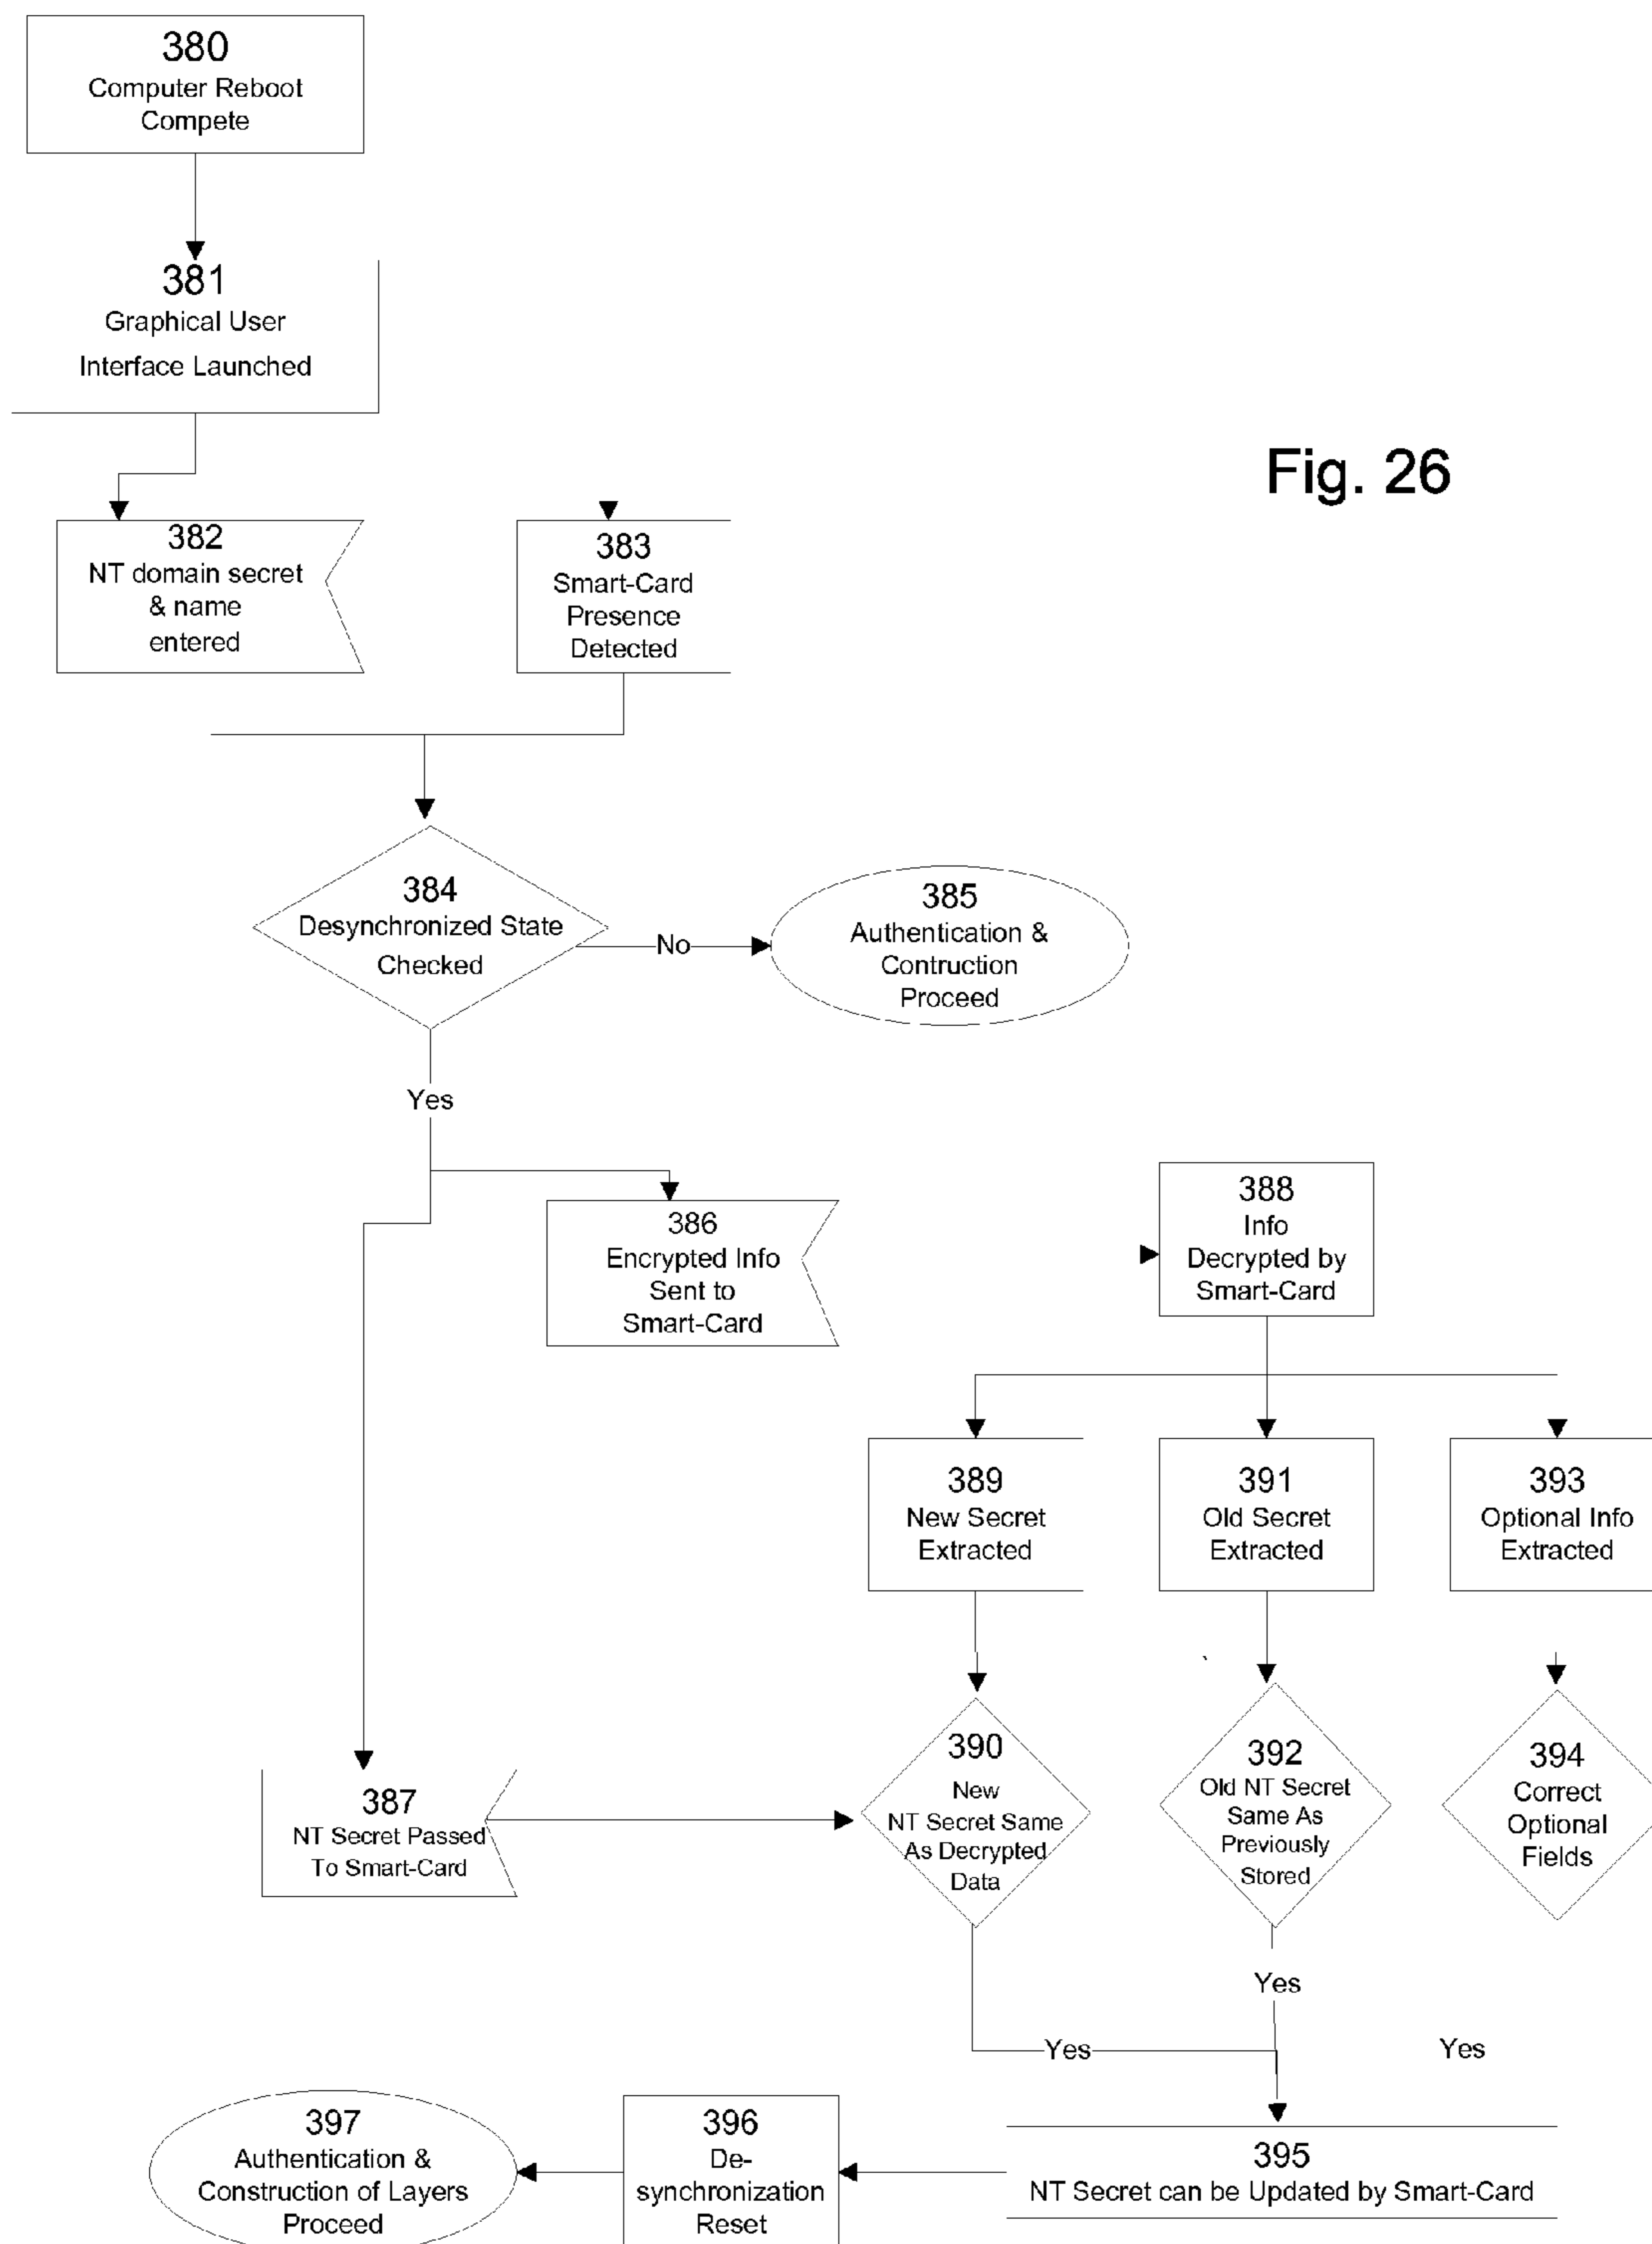 380
Computer Reboot
Compete
381
Graphical User
Interface Launched
Fig. 26
382
NT domain secret
& name
entered
383
Smart-Card
Presence
Detected
384
Desynchronized State
Checked
No
385
Authentication &
Contruction
Proceed
Yes
386
Encrypted Info
Sent to
Smart-Card
388
Info
Decrypted by
Smart-Card
389
New Secret
Extracted
391
Old Secret
Extracted
393
Optional Info
Extracted
387
NT Secret Passed
To Smart-Card
390
New
NT Secret Same
As Decrypted
Data
392
Old NT Secret
Same As
Previously
Stored
394
Correct
Optional
Fields
Yes
Yes
Yes
397
Authentication &
Construction of Layers
Proceed
396
De-
synchronization
Reset
395
NT Secret can be Updated by Smart-Card